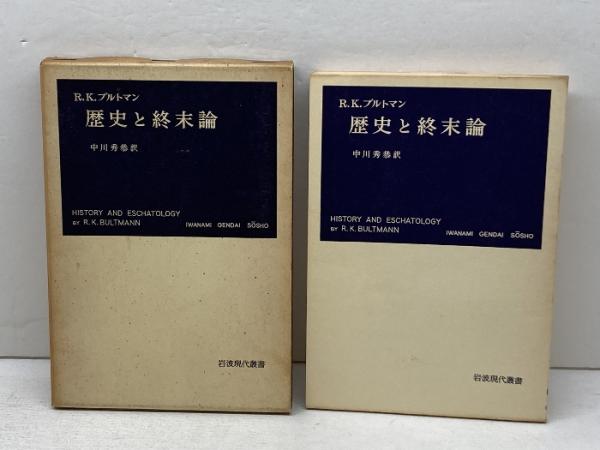 R.K.ブルトマン
歴史と終末論
中川秀恭訳
HISTORY AND ESCHATOLOGY
BY R.K.BULTMANN IWANAMI GENDAI SŌSHO
岩波現代叢書
R.K.ブルトマン
歴史と終末論
中川秀恭訳
HISTORY AND ESCHATOLOGY
BY R.K.BULTMANN IWANAMI GENDAI SŌSHO
岩波現代叢書